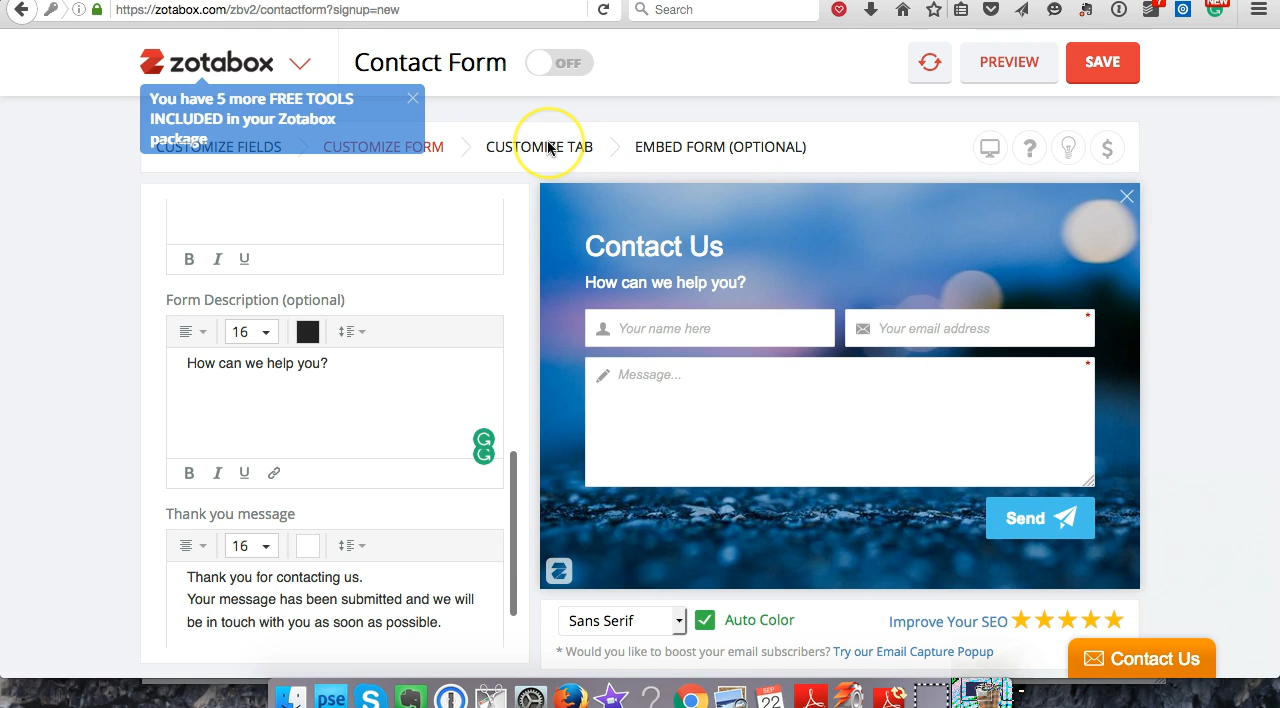 https://zotabox.com/zbv2/contactform?signup=new
Search
7
NEW
zotabox
Contact Form
OFF
PREVIEW
SAVE
You have 5 more FREE TOOLS
INCLUDED in your Zotabox
package
CUSTOMIZE FIELDS
CUSTOMIZE FORM
CUSTOMIZE TAB
EMBED FORM (OPTIONAL)
?
$
B I U
Form Description (optional)
16
How can we help you?
B I U
Thank you message
16
Thank you for contacting us.
Your message has been submitted and we will
be in touch with you as soon as possible.
Contact Us
How can we help you?
Your name here
Your email address *
Message... *
Send
Sans Serif
Auto Color
Improve Your SEO
* Would you like to boost your email subscribers? Try our Email Capture Popup
Contact Us
pse
SEP
22